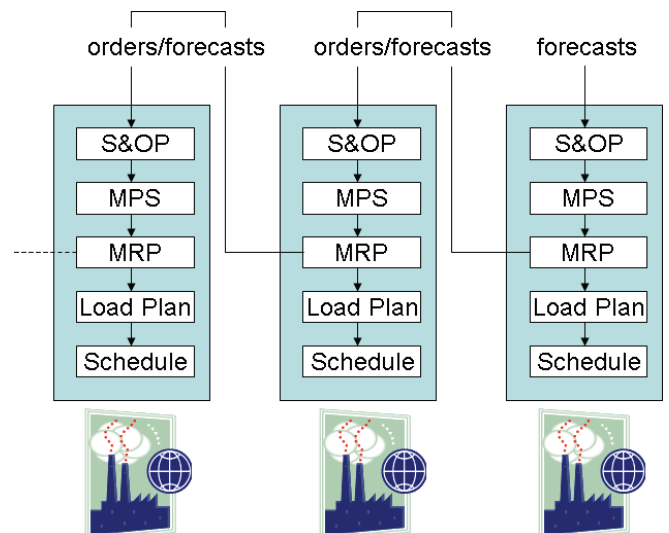 orders/forecasts
orders/forecasts
forecasts
S&OP
MPS
MRP
Load Plan
Schedule
S&OP
MPS
MRP
Load Plan
Schedule
S&OP
MPS
MRP
Load Plan
Schedule